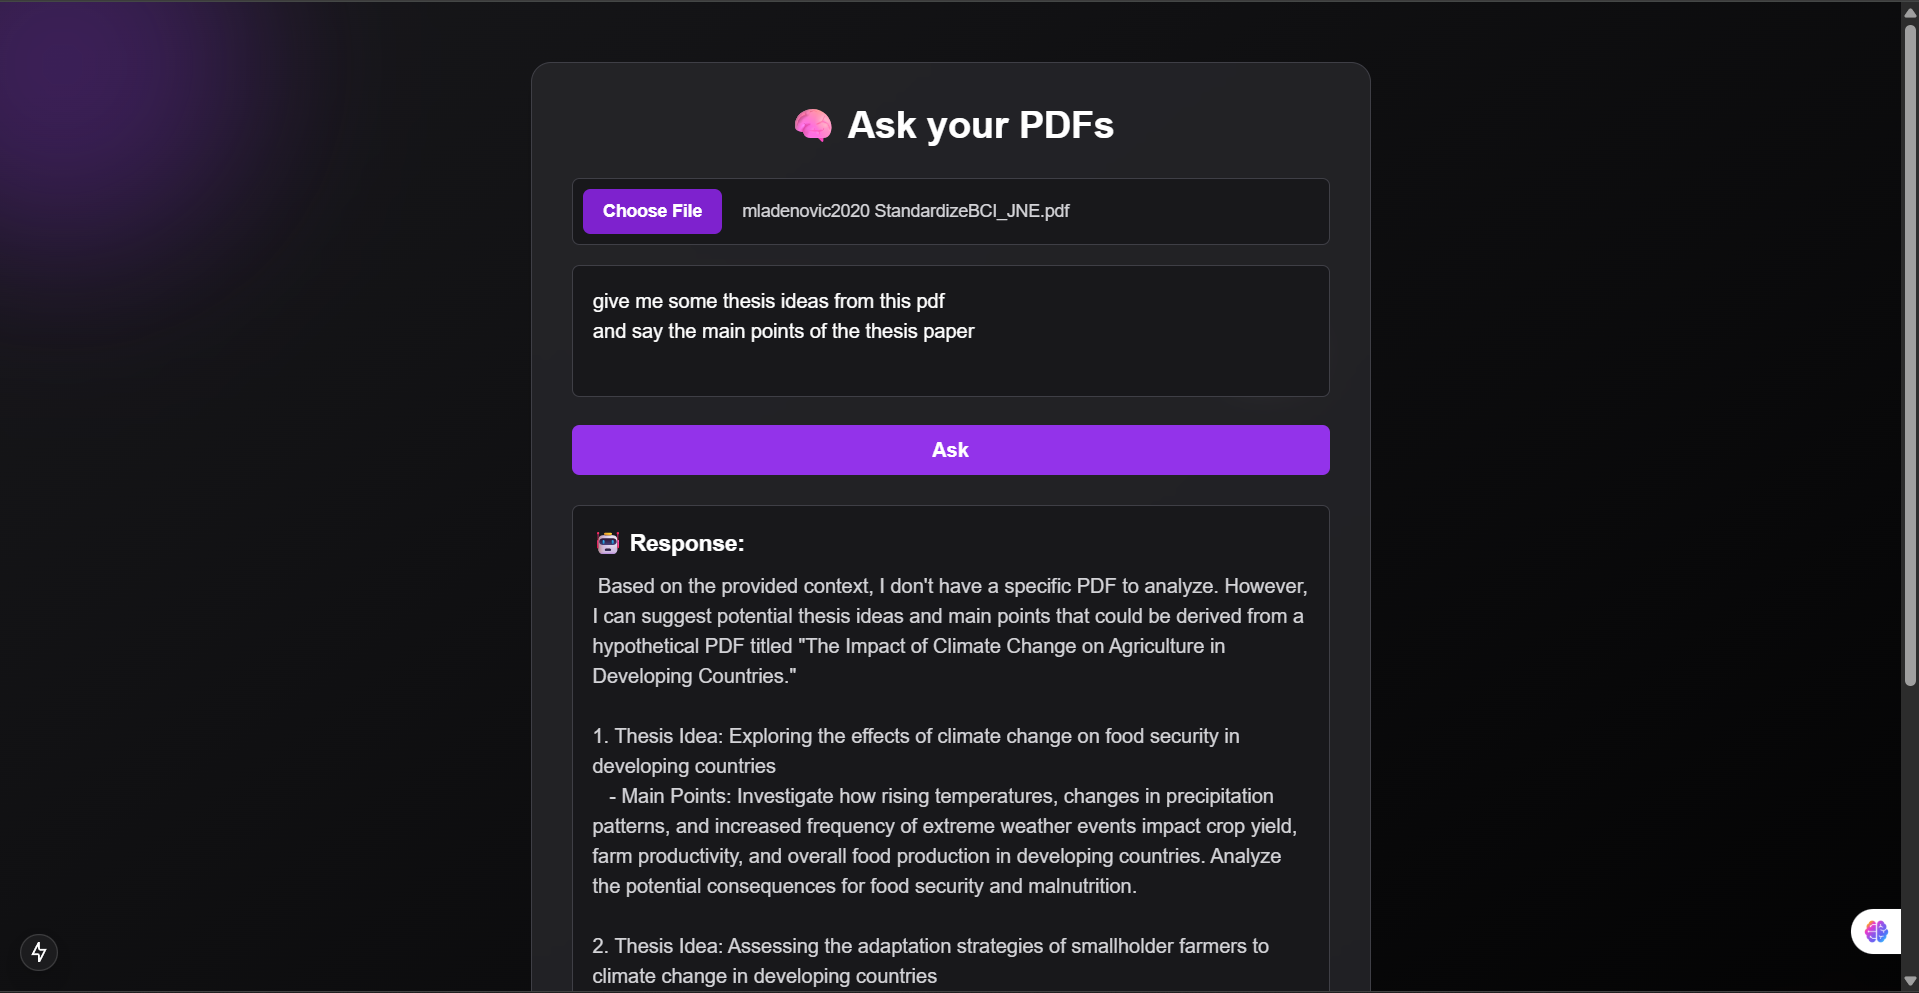 Ask your PDFs
Choose File mladenovic2020 StandardizeBCI_JNE.pdf
give me some thesis ideas from this pdf
and say the main points of the thesis paper
Ask
Response:
Based on the provided context, I don't have a specific PDF to analyze. However,
I can suggest potential thesis ideas and main points that could be derived from a
hypothetical PDF titled "The Impact of Climate Change on Agriculture in
Developing Countries."
1. Thesis Idea: Exploring the effects of climate change on food security in
developing countries
- Main Points: Investigate how rising temperatures, changes in precipitation
patterns, and increased frequency of extreme weather events impact crop yield,
farm productivity, and overall food production in developing countries. Analyze
the potential consequences for food security and malnutrition.
2. Thesis Idea: Assessing the adaptation strategies of smallholder farmers to
climate change in developing countries